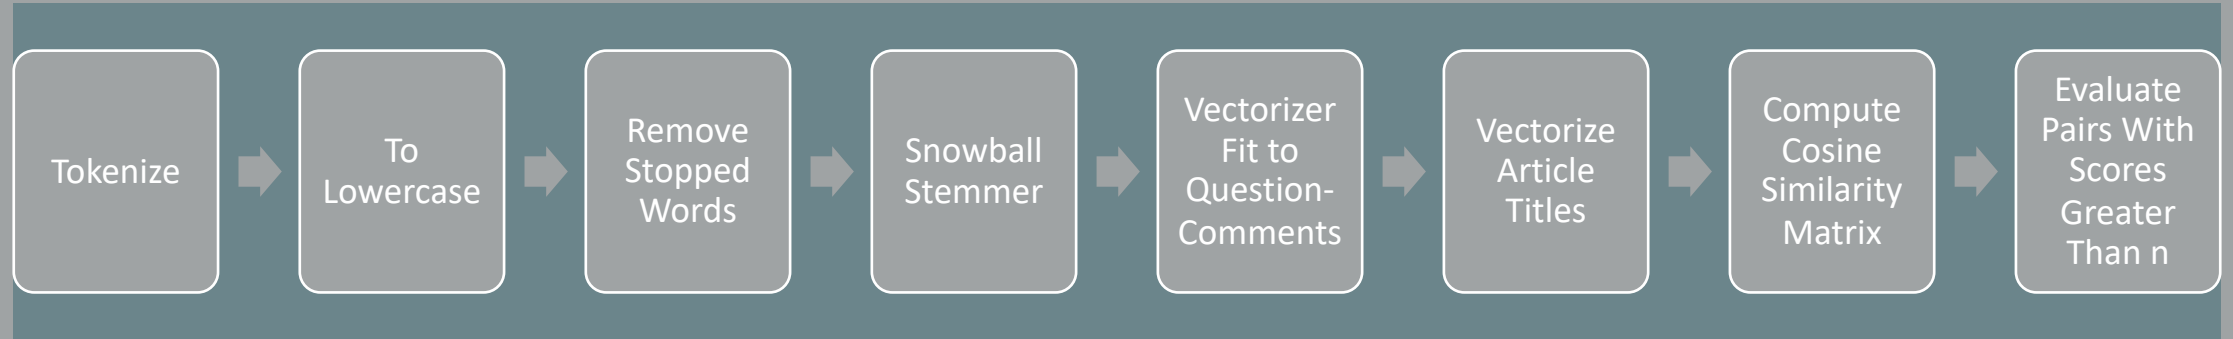 Tokenize
To
Lowercase
Remove
Stopped
Words
Snowball
Stemmer
Vectorizer
Fit to
Question-
Comments
Vectorize
Article
Titles
Compute
Cosine
Similarity
Matrix
Evaluate
Pairs With
Scores
Greater
Than n